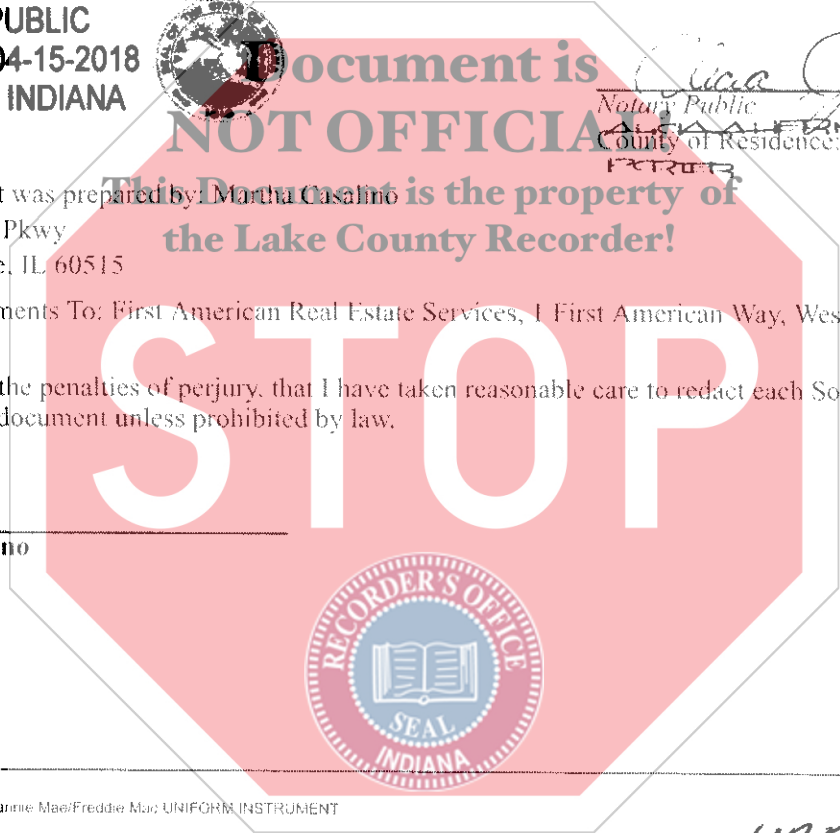 PUBLIC
04-15-2018
INDIANA
Document is
NOT OFFICIAL!
This Document is the property of
the Lake County Recorder!
Notary Public
County of Residence:
t was prepared by: Martha Casalino
Pkwy
e, IL 60515
ments To: First American Real Estate Services, 1 First American Way, Wes
the penalties of perjury, that I have taken reasonable care to redact each So
document unless prohibited by law.
STOP
ino
RECORDER'S OFFICE
SEAL
INDIANA
annie Mae/Freddie Mac UNIFORM INSTRUMENT